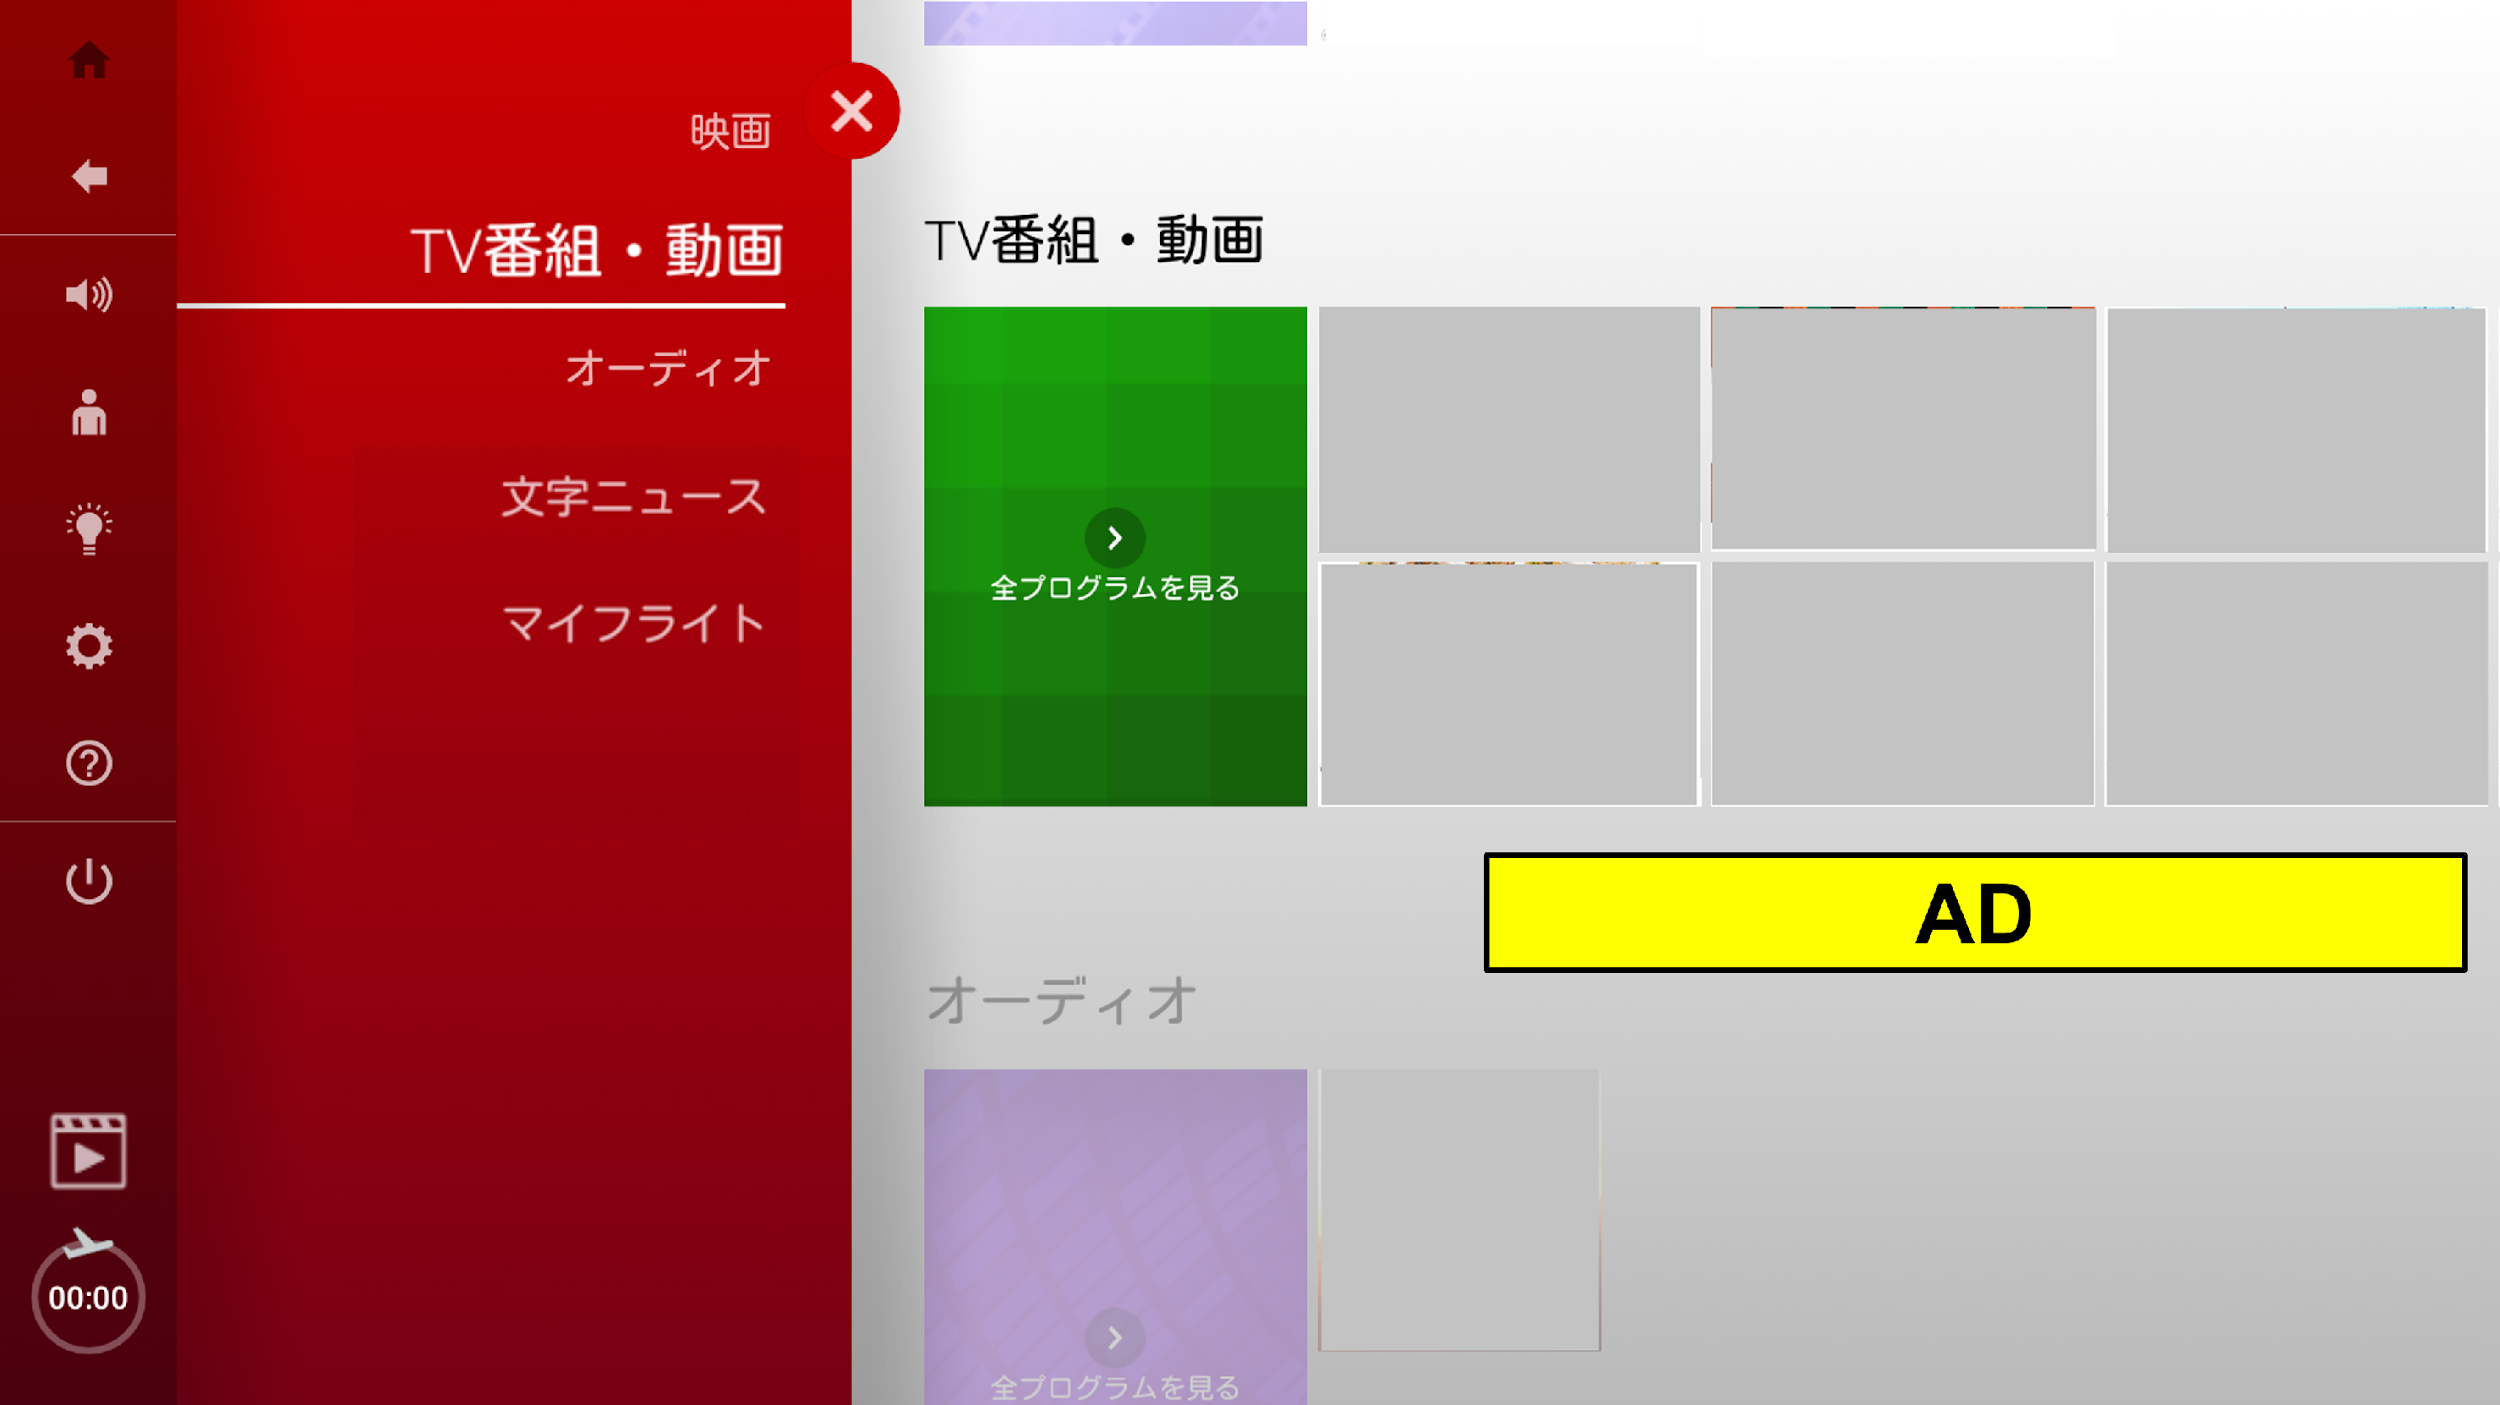 映画
TV番組・動画
オーディオ
文字ニュース
マイフライト
00:00
TV番組・動画
全プログラムを見る
AD
オーディオ
全プログラムを見る